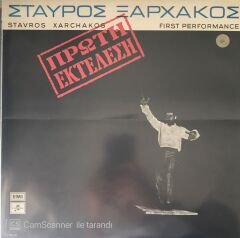 ΣΤΑΥΡΟΣ ΞΑΡΧΑΚΟΣ
STAVROS XARCHAKOS FIRST PERFORMANCE
ΠΡΩΤΗ
ΕΚΤΕΛΕΣΗ
EMI
CamScanner ile tarandı